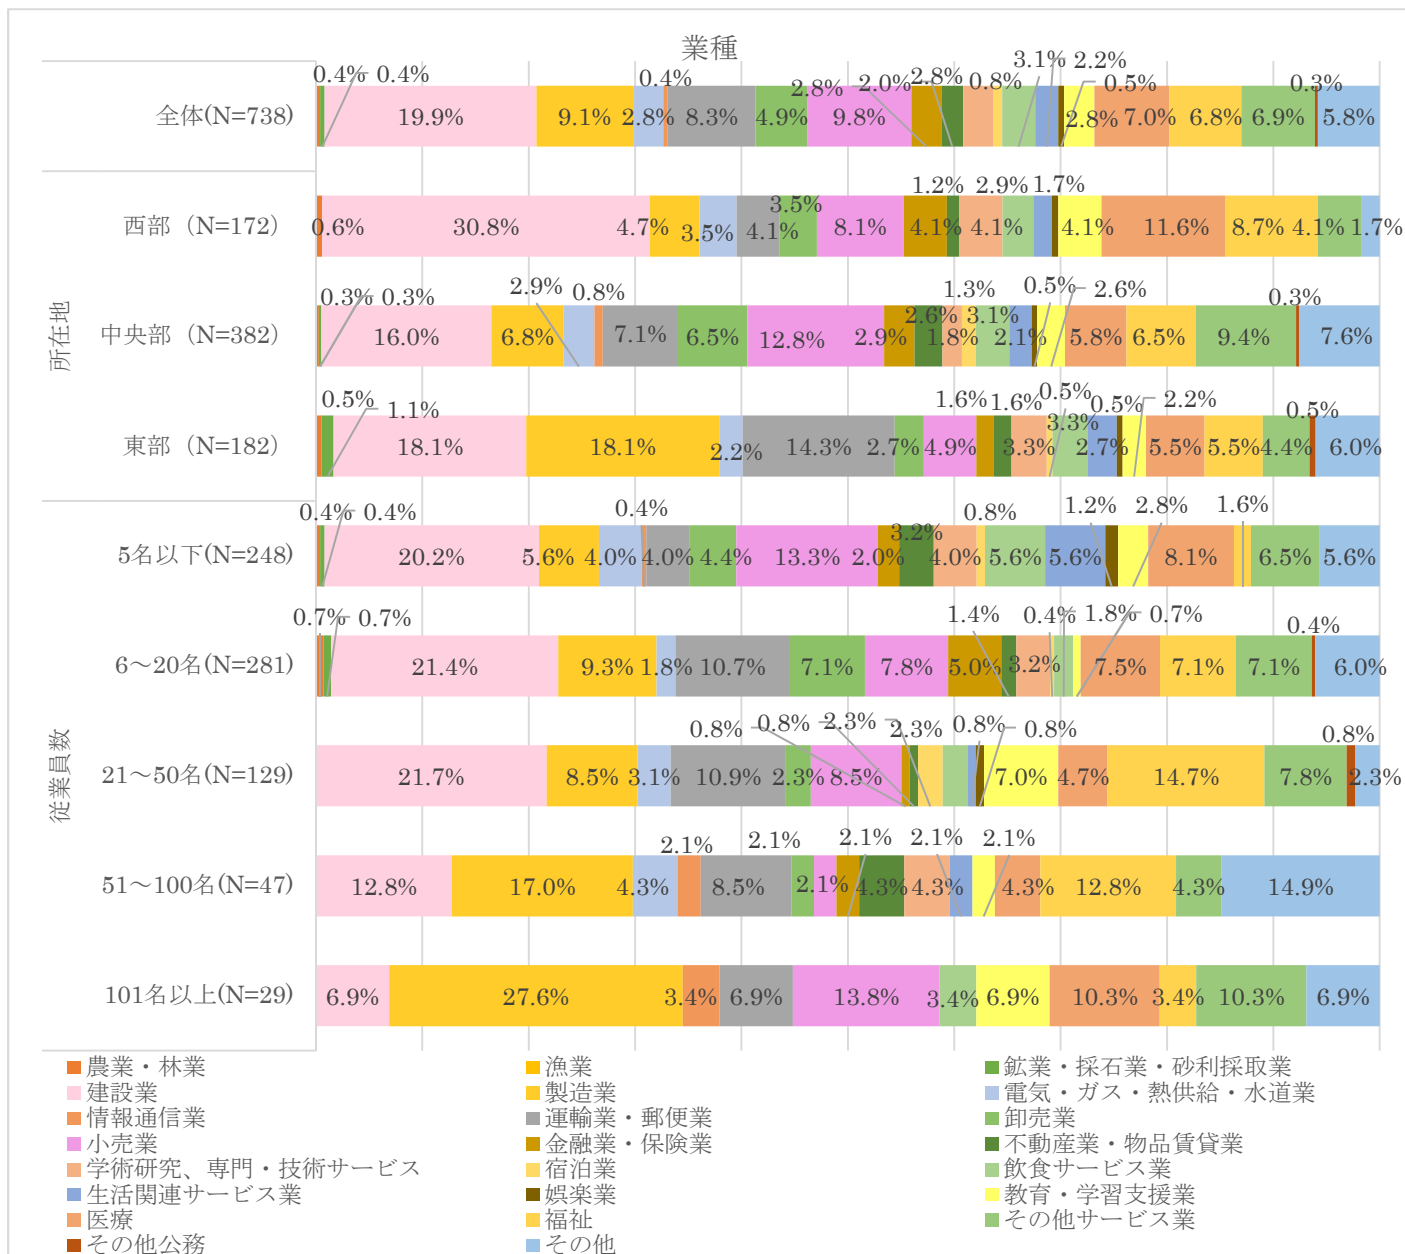 業種
0.4% 0.4% 0.4% 2.8% 2.0% 2.8% 0.8% 3.1% 2.2% 0.5% 0.3%
全体(N=738) 19.9% 9.1% 2.8% 8.3% 4.9% 9.8% 2.8% 7.0% 6.8% 6.9% 5.8%
1.2% 2.9% 1.7%
西部（N=172） 0.6% 30.8% 4.7% 3.5% 4.1% 3.5% 8.1% 4.1% 4.1% 4.1% 11.6% 8.7% 4.1% 1.7%
所在地
0.3% 0.3% 2.9% 0.8% 1.3% 0.5% 2.6% 0.3%
中央部（N=382） 16.0% 6.8% 7.1% 6.5% 12.8% 2.9% 2.6% 1.8% 3.1% 2.1% 5.8% 6.5% 9.4% 7.6%
0.5% 1.1% 1.6% 1.6% 0.5% 0.5% 2.2% 0.5%
東部（N=182） 18.1% 18.1% 2.2% 14.3% 2.7% 4.9% 3.3% 3.3% 2.7% 5.5% 5.5% 4.4% 6.0%
0.4% 0.4% 0.4% 0.8% 1.2% 2.8% 1.6%
5名以下(N=248) 20.2% 5.6% 4.0% 4.0% 4.4% 13.3% 2.0% 3.2% 4.0% 5.6% 5.6% 8.1% 6.5% 5.6%
従業員数
0.7% 0.7% 1.4% 0.4% 1.8% 0.7% 0.4%
6～20名(N=281) 21.4% 9.3% 1.8% 10.7% 7.1% 7.8% 5.0% 3.2% 7.5% 7.1% 7.1% 6.0%
0.8% 0.8% 2.3% 2.3% 0.8% 0.8% 0.8%
21～50名(N=129) 21.7% 8.5% 3.1% 10.9% 2.3% 8.5% 7.0% 4.7% 14.7% 7.8% 2.3%
2.1% 2.1% 2.1% 2.1% 2.1%
51～100名(N=47) 12.8% 17.0% 4.3% 8.5% 2.1% 4.3% 4.3% 4.3% 12.8% 4.3% 14.9%
101名以上(N=29) 6.9% 27.6% 3.4% 6.9% 13.8% 3.4% 6.9% 10.3% 3.4% 10.3% 6.9%
農業・林業 漁業 鉱業・採石業・砂利採取業
建設業 製造業 電気・ガス・熱供給・水道業
情報通信業 運輸業・郵便業 卸売業
小売業 金融業・保険業 不動産業・物品賃貸業
学術研究、専門・技術サービス 宿泊業 飲食サービス業
生活関連サービス業 娯楽業 教育・学習支援業
医療 福祉 その他サービス業
その他公務 その他